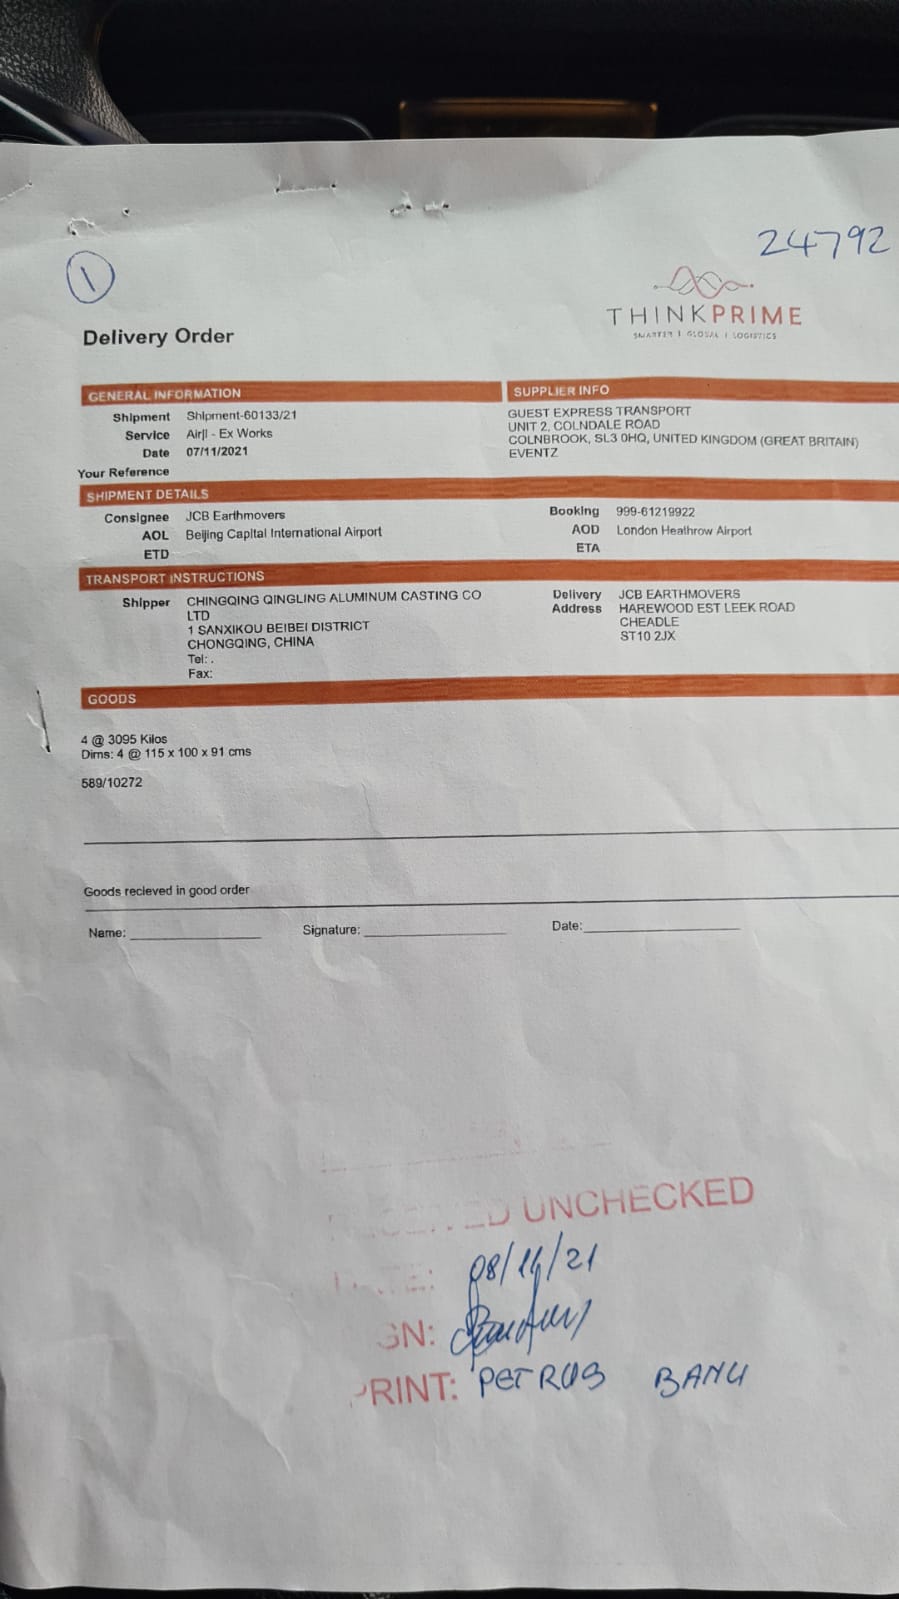 24792
1
THINKPRIME
SMARTER | GLOBAL | LOGISTICS
Delivery Order
GENERAL INFORMATION
Shipment Shipment-60133/21
Service Air|| - Ex Works
Date 07/11/2021
Your Reference
SUPPLIER INFO
GUEST EXPRESS TRANSPORT
UNIT 2, COLNDALE ROAD
COLNBROOK, SL3 0HQ, UNITED KINGDOM (GREAT BRITAIN)
EVENTZ
SHIPMENT DETAILS
Consignee JCB Earthmovers
AOL Beijing Capital International Airport
ETD
Booking 999-61219922
AOD London Heathrow Airport
ETA
TRANSPORT INSTRUCTIONS
Shipper CHINGQING QINGLING ALUMINUM CASTING CO
LTD
1 SANXIKOU BEIBEI DISTRICT
CHONGQING, CHINA
Tel: .
Fax:
Delivery JCB EARTHMOVERS
Address HAREWOOD EST LEEK ROAD
CHEADLE
ST10 2JX
GOODS
4 @ 3095 Kilos
Dims: 4 @ 115 x 100 x 91 cms
589/10272
Goods recieved in good order
Name: Signature: Date:
RECEIVED UNCHECKED
DATE: 08/11/21
SIGN:
PRINT: PETRUS BANU